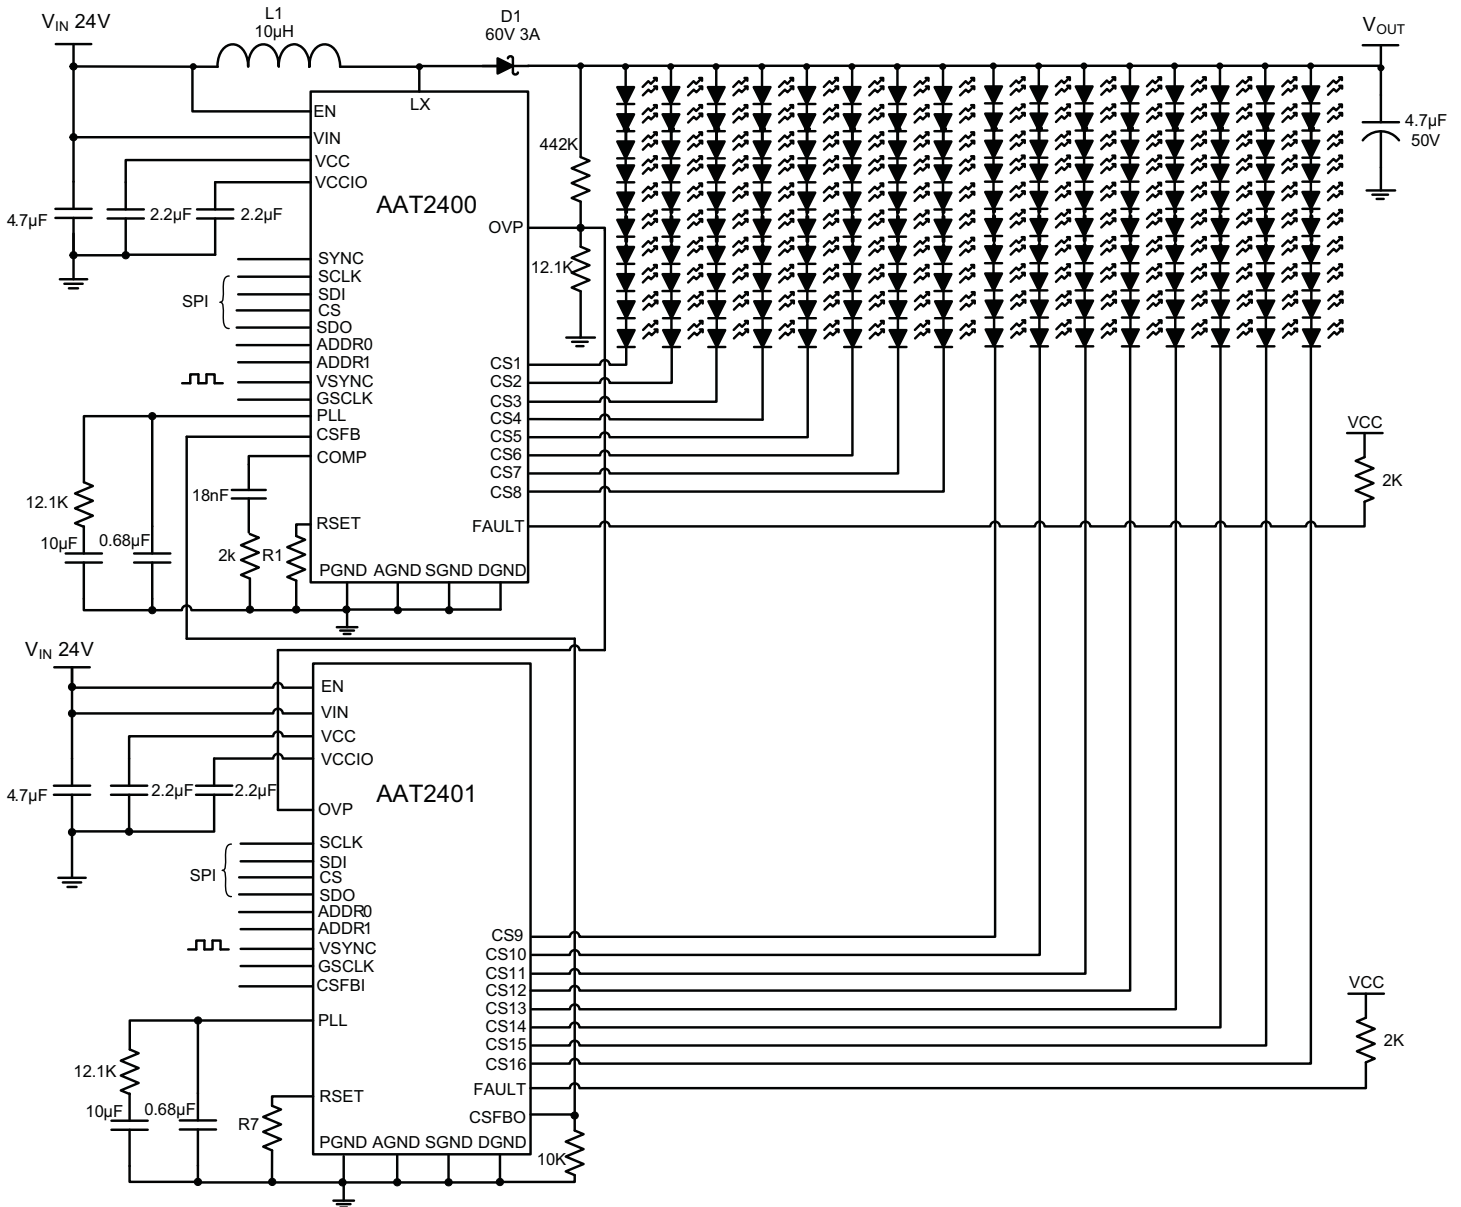 V_IN 24V
L1
10µH
D1
60V 3A
V_OUT
4.7µF
50V
LX
EN
VIN
VCC
VCCIO
4.7µF
2.2µF
2.2µF
AAT2400
442K
OVP
12.1K
SYNC
SCLK
SDI
CS
SDO
SPI
ADDR0
ADDR1
VSYNC
GSCLK
PLL
CSFB
COMP
CS1
CS2
CS3
CS4
CS5
CS6
CS7
CS8
FAULT
VCC
2K
12.1K
10µF
0.68µF
18nF
2k
R1
RSET
PGND AGND SGND DGND
V_IN 24V
EN
VIN
VCC
VCCIO
4.7µF
2.2µF
2.2µF
OVP
AAT2401
SCLK
SDI
CS
SDO
SPI
ADDR0
ADDR1
VSYNC
GSCLK
CSFBI
PLL
CS9
CS10
CS11
CS12
CS13
CS14
CS15
CS16
FAULT
CSFBO
VCC
2K
12.1K
10µF
0.68µF
R7
RSET
PGND AGND SGND DGND
10K